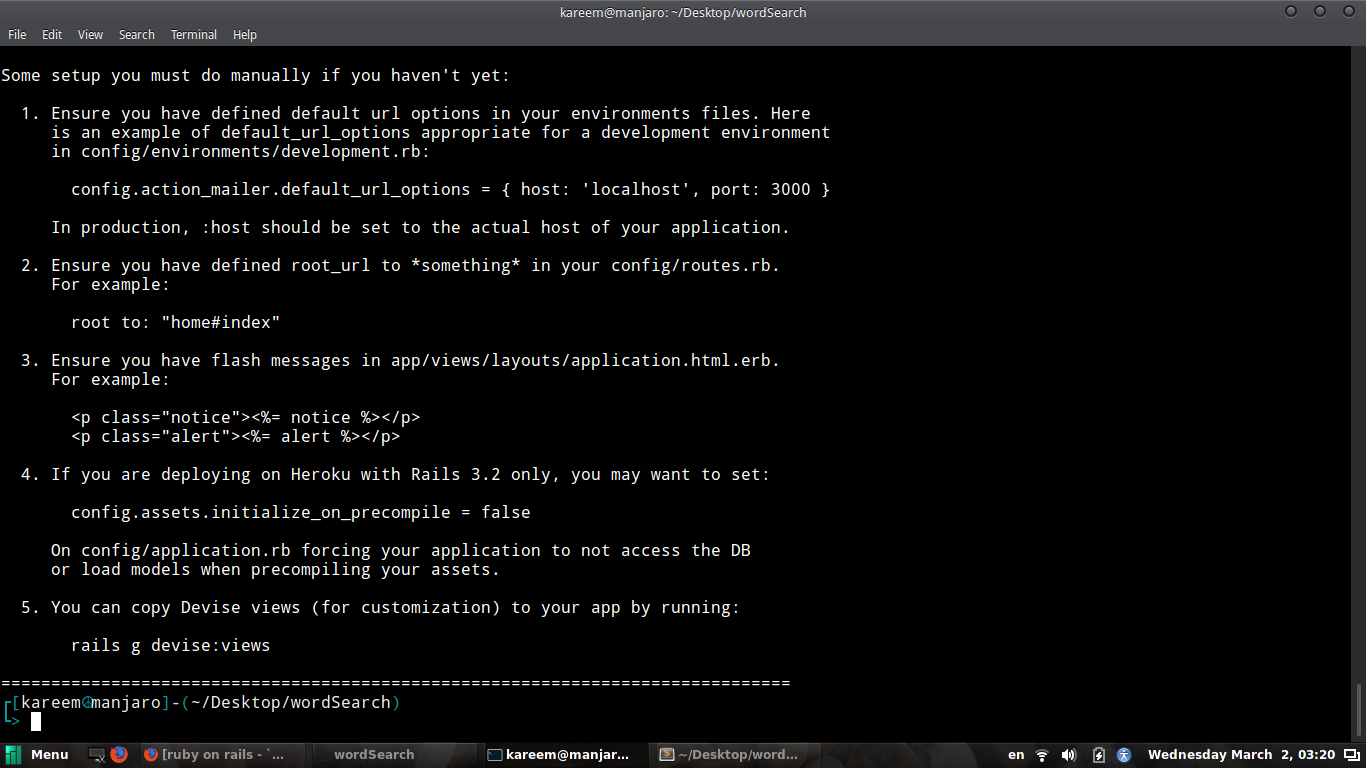 kareem@manjaro: ~/Desktop/wordSearch
File Edit View Search Terminal Help
Some setup you must do manually if you haven't yet:
1. Ensure you have defined default url options in your environments files. Here
is an example of default_url_options appropriate for a development environment
in config/environments/development.rb:
config.action_mailer.default_url_options = { host: 'localhost', port: 3000 }
In production, :host should be set to the actual host of your application.
2. Ensure you have defined root_url to *something* in your config/routes.rb.
For example:
root to: "home#index"
3. Ensure you have flash messages in app/views/layouts/application.html.erb.
For example:
<p class="notice"><%= notice %></p>
<p class="alert"><%= alert %></p>
4. If you are deploying on Heroku with Rails 3.2 only, you may want to set:
config.assets.initialize_on_precompile = false
On config/application.rb forcing your application to not access the DB
or load models when precompiling your assets.
5. You can copy Devise views (for customization) to your app by running:
rails g devise:views
===============================================================================
┌[kareem☮manjaro]-(~/Desktop/wordSearch)
└>
Menu [ruby on rails - `... wordSearch kareem@manjar... ~/Desktop/word... en Wednesday March 2, 03:20